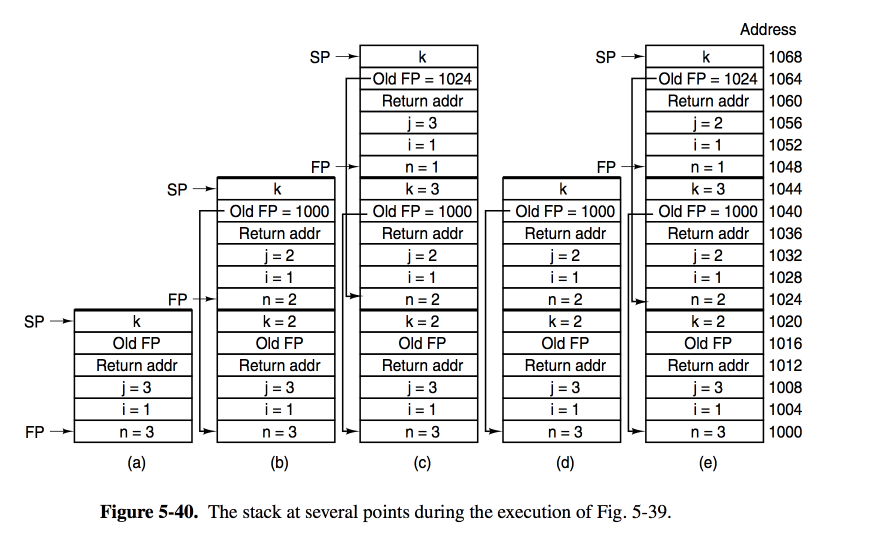 Address
SP k SP k 1068
Old FP = 1024 Old FP = 1024 1064
Return addr Return addr 1060
j = 3 j = 2 1056
i = 1 i = 1 1052
FP n = 1 FP n = 1 1048
SP k k = 3 k k = 3 1044
Old FP = 1000 Old FP = 1000 Old FP = 1000 Old FP = 1000 1040
Return addr Return addr Return addr Return addr 1036
j = 2 j = 2 j = 2 j = 2 1032
i = 1 i = 1 i = 1 i = 1 1028
FP n = 2 n = 2 n = 2 n = 2 1024
SP k k = 2 k = 2 k = 2 k = 2 1020
Old FP Old FP Old FP Old FP Old FP 1016
Return addr Return addr Return addr Return addr Return addr 1012
j = 3 j = 3 j = 3 j = 3 j = 3 1008
i = 1 i = 1 i = 1 i = 1 i = 1 1004
FP n = 3 n = 3 n = 3 n = 3 n = 3 1000
(a) (b) (c) (d) (e)
Figure 5-40. The stack at several points during the execution of Fig. 5-39.